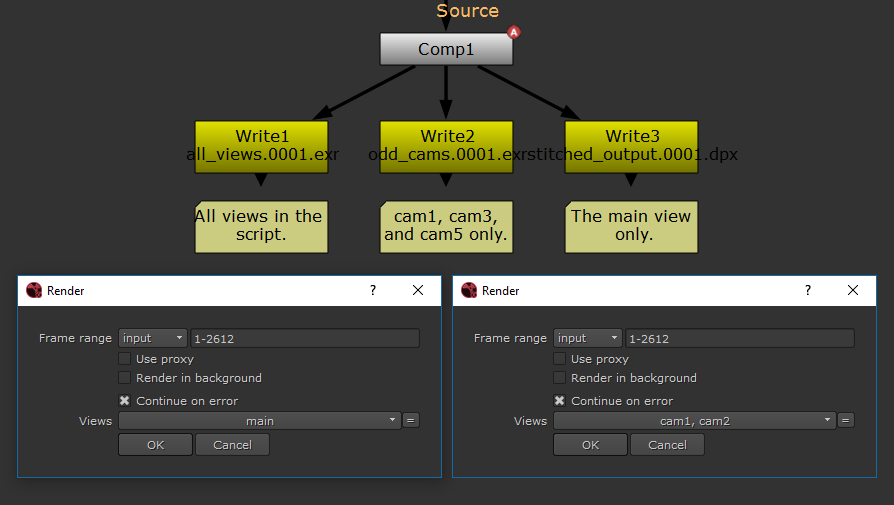 Source
A
Comp1
Write1
all_views.0001.exr
Write2
odd_cams.0001.exr
Write3
stitched_output.0001.dpx
All views in the
script.
cam1, cam3,
and cam5 only.
The main view
only.
Render
?
Frame range input 1-2612
Use proxy
Render in background
Continue on error
Views main =
OK Cancel
Render
?
Frame range input 1-2612
Use proxy
Render in background
Continue on error
Views cam1, cam2 =
OK Cancel